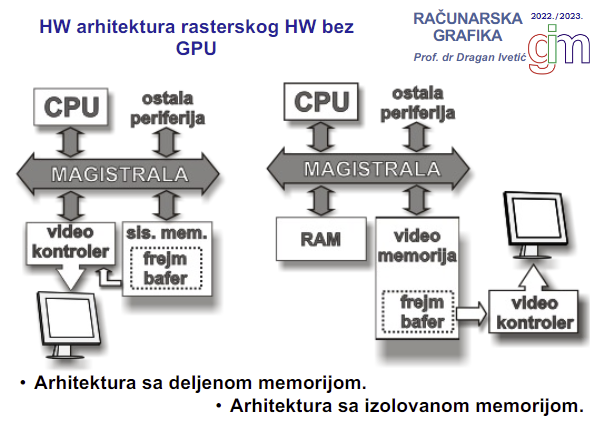 HW arhitektura rasterskog HW bez
GPU
RAČUNARSKA
GRAFIKA
2022./2023.
Prof. dr Dragan Ivetić
gim
CPU
ostala
periferija
MAGISTRALA
video
kontroler
sis. mem.
frejm
bafer
CPU
ostala
periferija
MAGISTRALA
RAM
video
memorija
frejm
bafer
video
kontroler
• Arhitektura sa deljenom memorijom.
• Arhitektura sa izolovanom memorijom.